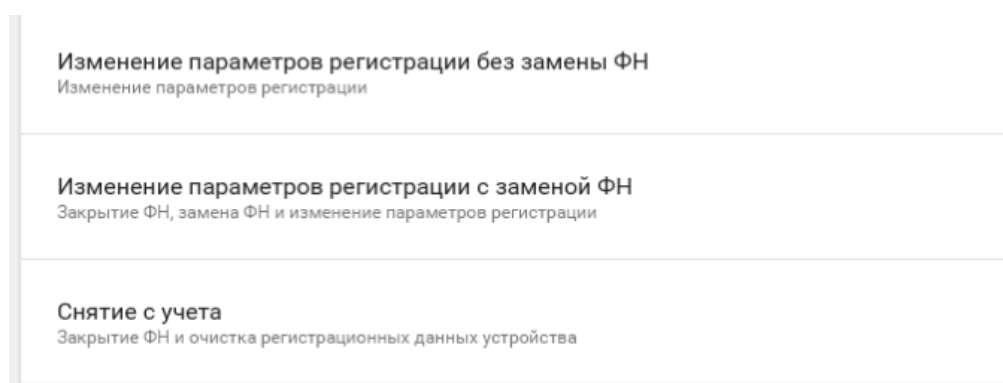 Изменение параметров регистрации без замены ФН
Изменение параметров регистрации
Изменение параметров регистрации с заменой ФН
Закрытие ФН, замена ФН и изменение параметров регистрации
Снятие с учета
Закрытие ФН и очистка регистрационных данных устройства